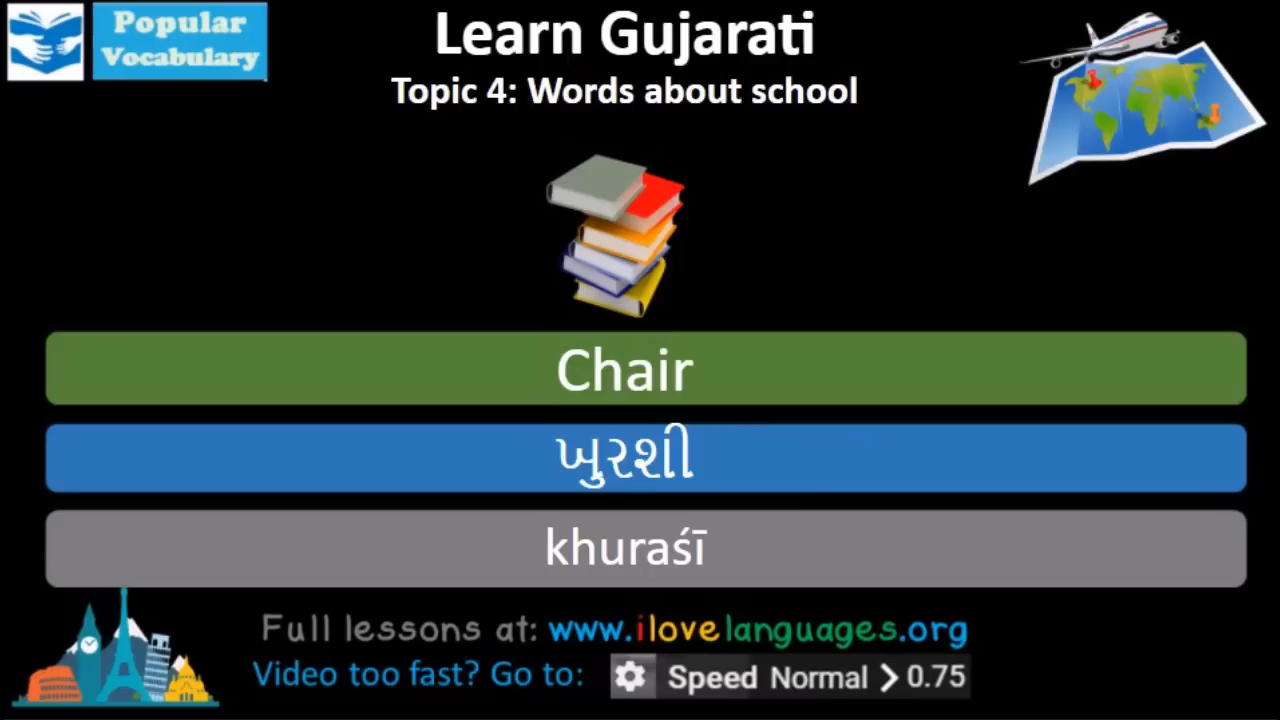 Popular
Vocabulary
Learn Gujarati
Topic 4: Words about school
Chair
ખુરશી
khuraśī
Full lessons at: www.ilovelanguages.org
Video too fast? Go to: Speed Normal > 0.75